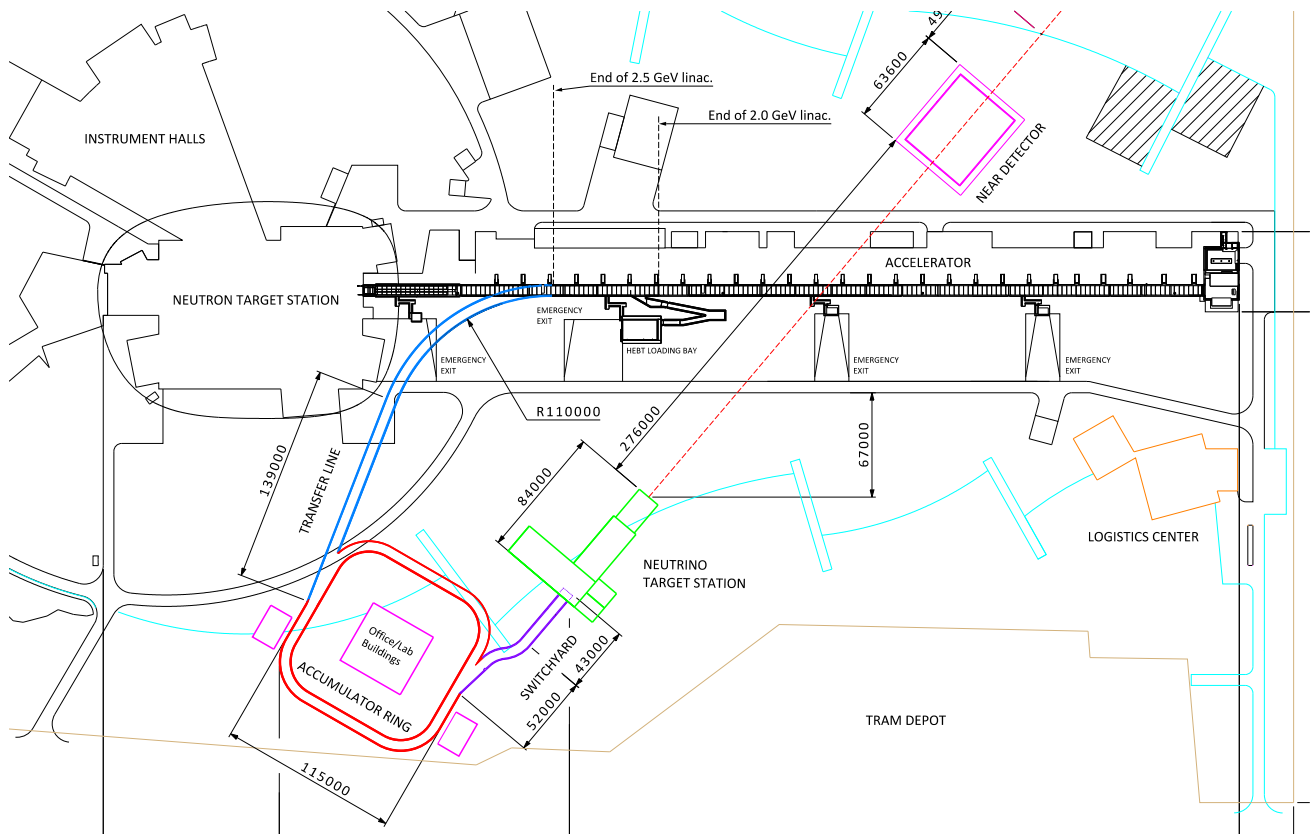 49
63600
End of 2.5 GeV linac.
End of 2.0 GeV linac.
INSTRUMENT HALLS
NEAR DETECTOR
ACCELERATOR
NEUTRON TARGET STATION
EMERGENCY
EXIT
HEBT LOADING BAY
EMERGENCY
EXIT
EMERGENCY
EXIT
EMERGENCY
EXIT
R110000
276000
67000
139000
TRANSFER LINE
84000
LOGISTICS CENTER
NEUTRINO
TARGET STATION
Office/Lab
Buildings
ACCUMULATOR RING
SWITCHYARD
43000
52000
TRAM DEPOT
115000